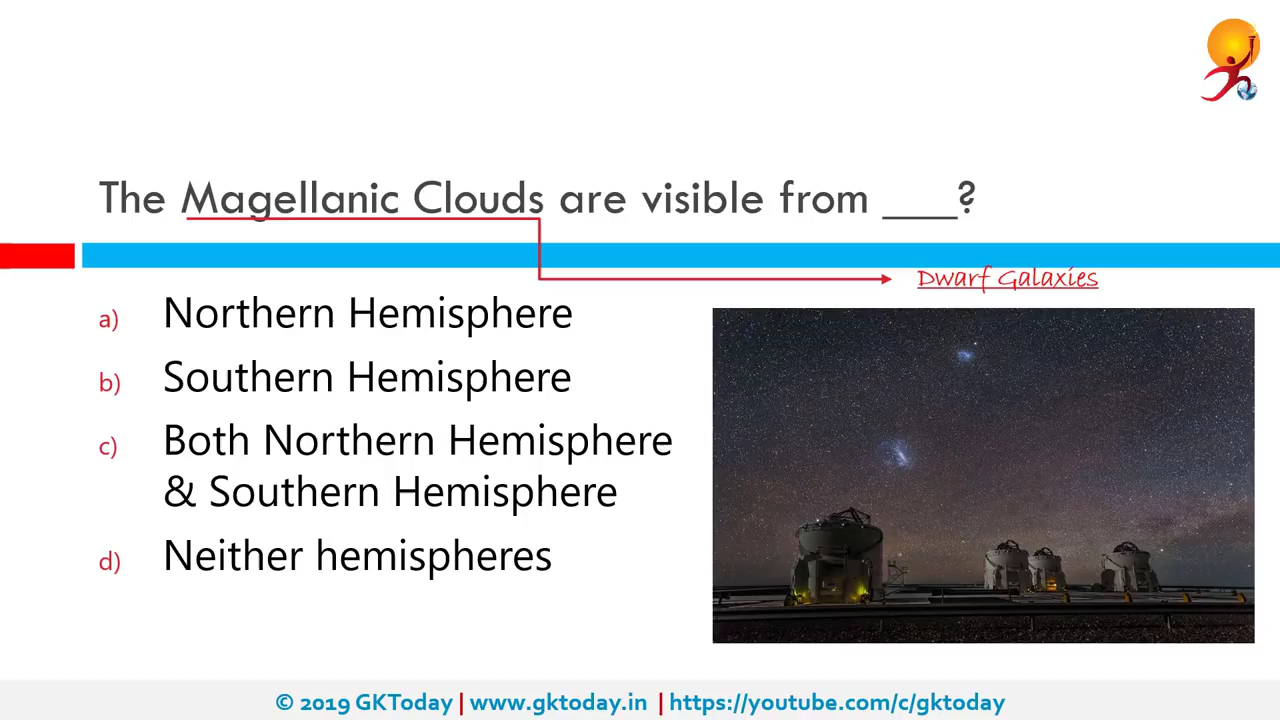 The Magellanic Clouds are visible from ___?
Dwarf Galaxies
a) Northern Hemisphere
b) Southern Hemisphere
c) Both Northern Hemisphere
& Southern Hemisphere
d) Neither hemispheres
© 2019 GKToday | www.gktoday.in | https://youtube.com/c/gktoday